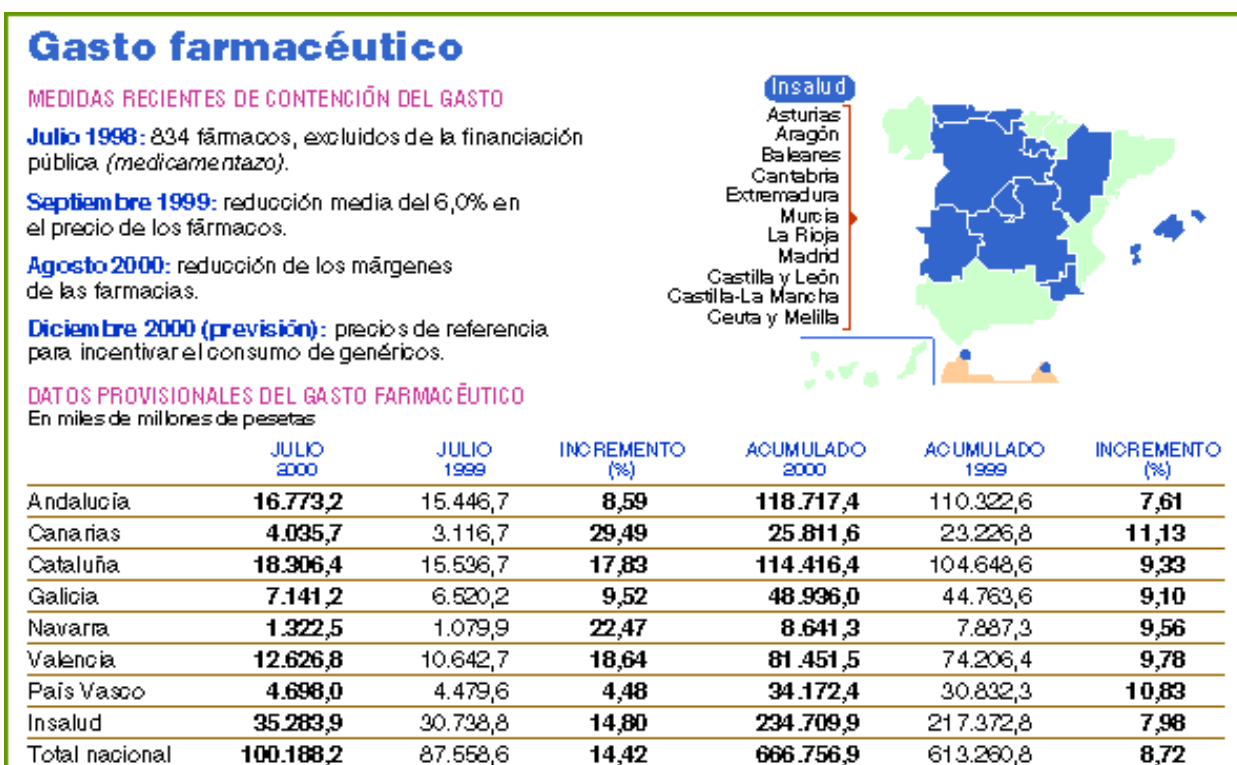 Gasto farmacéutico
MEDIDAS RECIENTES DE CONTENCIÓN DEL GASTO
Julio 1998: 834 fármacos, excluidos de la financiación
pública (medicamentazo).
Septiembre 1999: reducción media del 6,0% en
el precio de los fármacos.
Agosto 2000: reducción de los márgenes
de las farmacias.
Diciembre 2000 (previsión): precios de referencia
para incentivar el consumo de genéricos.
Insalud
Asturias
Aragón
Baleares
Cantabria
Extremadura
Murcia
La Rioja
Madrid
Castilla y León
Castilla-La Mancha
Ceuta y Melilla
DATOS PROVISIONALES DEL GASTO FARMACÉUTICO
En miles de millones de pesetas
JULIO 2000 JULIO 1999 INCREMENTO (%) ACUMULADO 2000 ACUMULADO 1999 INCREMENTO (%)
Andalucía 16.773,2 15.446,7 8,59 118.717,4 110.322,6 7,61
Canarias 4.035,7 3.116,7 29,49 25.811,6 23.226,8 11,13
Cataluña 18.306,4 15.536,7 17,83 114.416,4 104.648,6 9,33
Galicia 7.141,2 6.520,2 9,52 48.936,0 44.763,6 9,10
Navarra 1.322,5 1.079,9 22,47 8.641,3 7.887,3 9,56
Valencia 12.626,8 10.642,7 18,64 81.451,5 74.206,4 9,78
País Vasco 4.698,0 4.479,6 4,48 34.172,4 30.832,3 10,83
Insalud 35.283,9 30.738,8 14,80 234.709,9 217.372,8 7,98
Total nacional 100.188,2 87.558,6 14,42 666.756,9 613.260,8 8,72